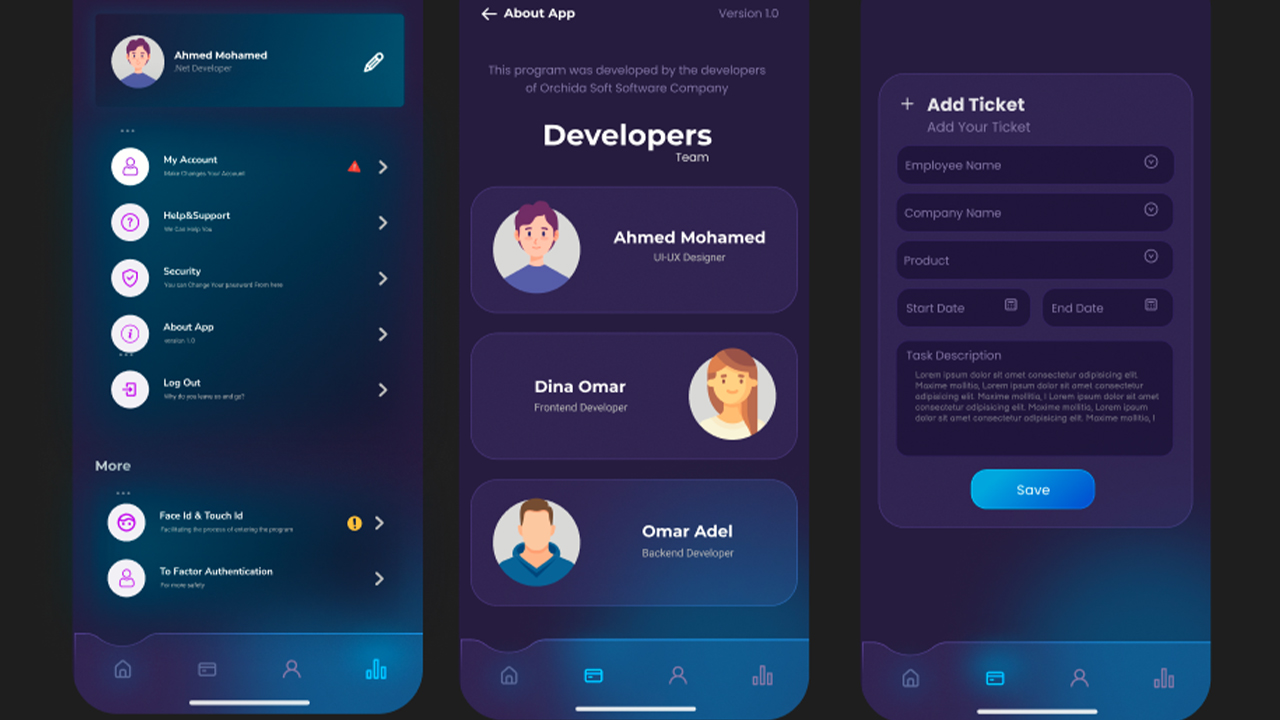 Ahmed Mohamed
.Net Developer
My Account
Make Changes Your Account
Help&Support
We Can Help You
Security
You can Change Your password From here
About App
version 1.0
Log Out
Why do you leave us and go?
More
Face Id & Touch Id
Facilitating the process of entering the program
To Factor Authentication
For more safety
About App
Version 1.0
This program was developed by the developers
of Orchida Soft Software Company
Developers
Team
Ahmed Mohamed
UI-UX Designer
Dina Omar
Frontend Developer
Omar Adel
Backend Developer
Add Ticket
Add Your Ticket
Employee Name
Company Name
Product
Start Date
End Date
Task Description
Lorem ipsum dolor sit amet consectetur adipisicing elit.
Maxime mollitia, Lorem ipsum dolor sit amet consectetur
adipisicing elit. Maxime mollitia, l Lorem ipsum dolor sit amet
consectetur adipisicing elit. Maxime mollitia, Lorem ipsum
dolor sit amet consectetur adipisicing elit. Maxime mollitia, l
Save